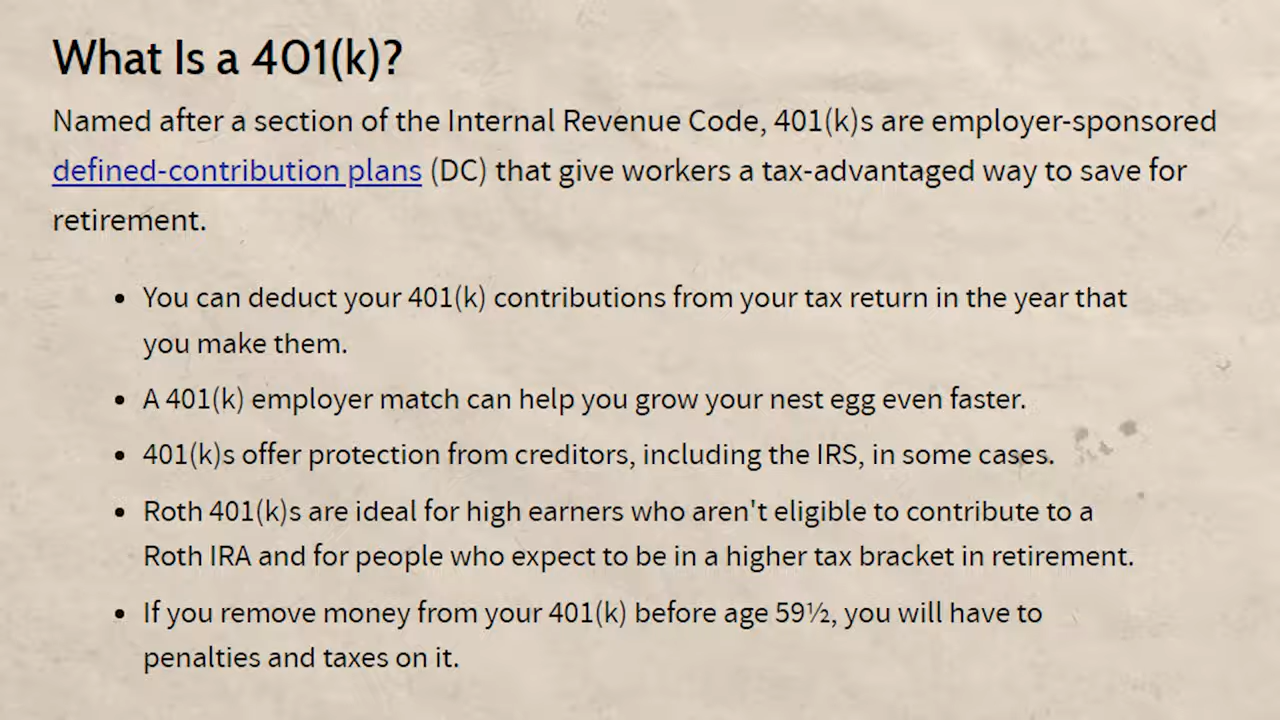 What Is a 401(k)?
Named after a section of the Internal Revenue Code, 401(k)s are employer-sponsored
defined-contribution plans (DC) that give workers a tax-advantaged way to save for
retirement.
• You can deduct your 401(k) contributions from your tax return in the year that
you make them.
• A 401(k) employer match can help you grow your nest egg even faster.
• 401(k)s offer protection from creditors, including the IRS, in some cases.
• Roth 401(k)s are ideal for high earners who aren't eligible to contribute to a
Roth IRA and for people who expect to be in a higher tax bracket in retirement.
• If you remove money from your 401(k) before age 59½, you will have to
penalties and taxes on it.